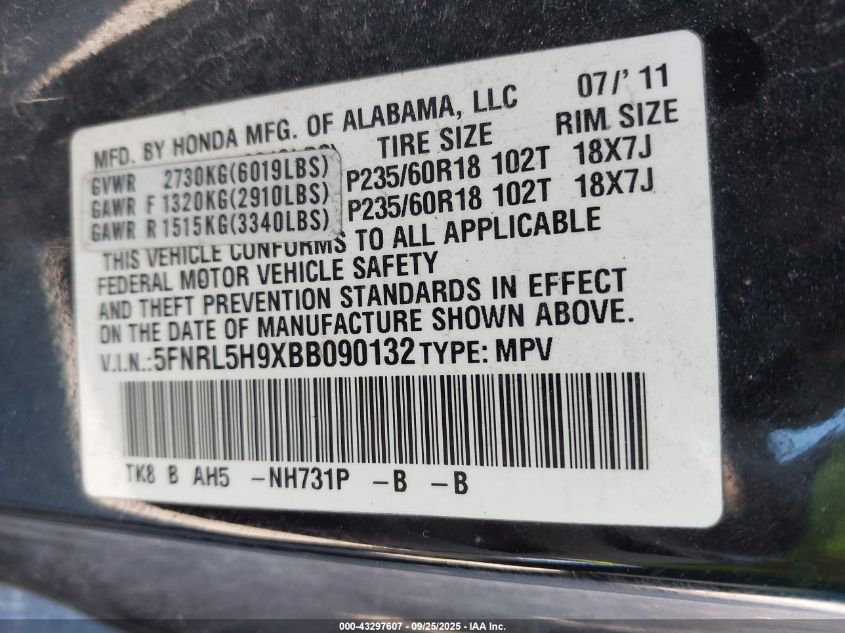 07/'11
MFD. BY HONDA MFG. OF ALABAMA, LLC
TIRE SIZE RIM SIZE
GVWR 2730KG(6019LBS)
GAWR F 1320KG(2910LBS) P235/60R18 102T 18X7J
GAWR R 1515KG(3340LBS) P235/60R18 102T 18X7J
THIS VEHICLE CONFORMS TO ALL APPLICABLE
FEDERAL MOTOR VEHICLE SAFETY
AND THEFT PREVENTION STANDARDS IN EFFECT
ON THE DATE OF MANUFACTURE SHOWN ABOVE.
V.I.N.:5FNRL5H9XBB090132 TYPE: MPV
TK8 B AH5 -NH731P -B -B
000-43297607 - 09/25/2025 - IAA Inc.